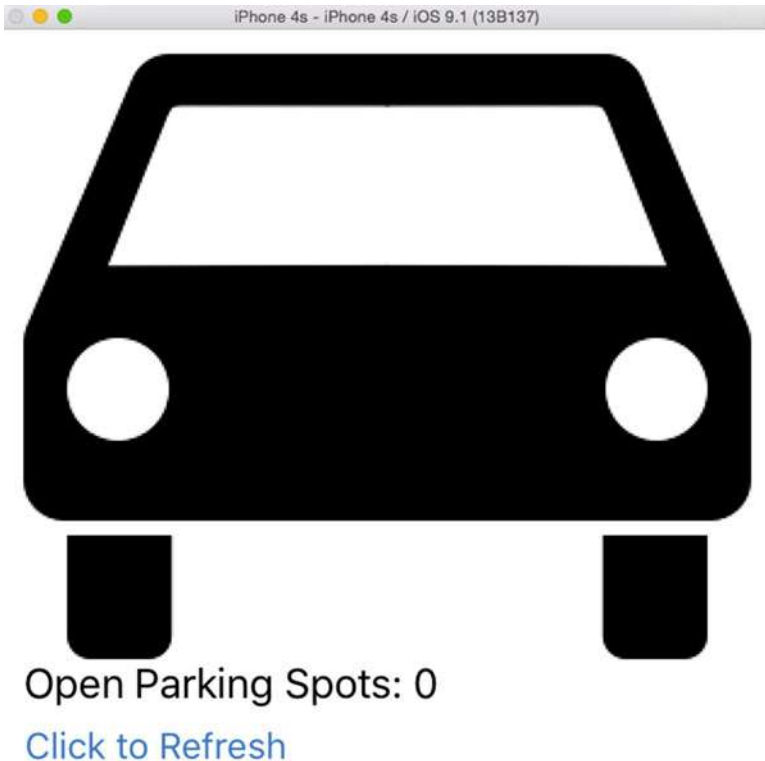 iPhone 4s - iPhone 4s / iOS 9.1 (13B137)
Open Parking Spots: 0
Click to Refresh